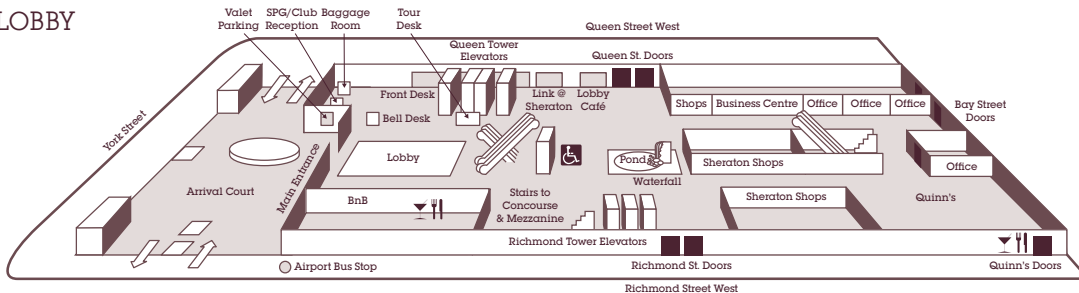 LOBBY
Valet
Parking
SPG/Club
Reception
Baggage
Room
Tour
Desk
Queen Street West
Queen Tower
Elevators
Queen St. Doors
Front Desk
Link @
Sheraton
Lobby
Café
Shops
Business Centre
Office
Office
Office
Bay Street
Doors
Bell Desk
York Street
Main Entrance
Lobby
Pond
Waterfall
Sheraton Shops
Office
Arrival Court
BnB
Stairs to
Concourse
& Mezzanine
Sheraton Shops
Quinn's
Richmond Tower Elevators
Airport Bus Stop
Richmond St. Doors
Quinn's Doors
Richmond Street West